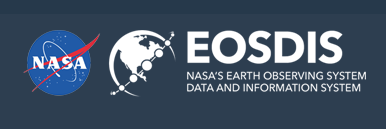 NASA
EOSDIS
NASA'S EARTH OBSERVING SYSTEM
DATA AND INFORMATION SYSTEM